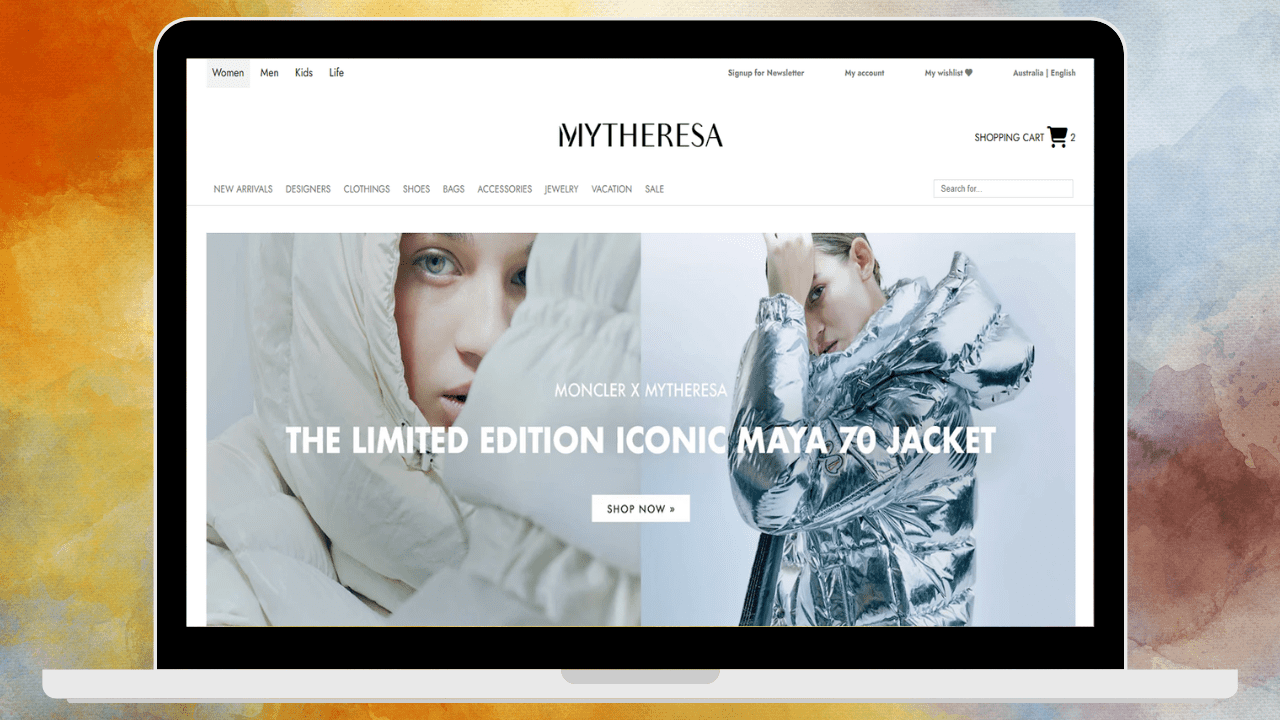 Women Men Kids Life Signup for Newsletter My account My wishlist Australia | English
MYTHERESA
SHOPPING CART 2
NEW ARRIVALS DESIGNERS CLOTHINGS SHOES BAGS ACCESSORIES JEWELRY VACATION SALE Search for...
MONCLER X MYTHERESA
THE LIMITED EDITION ICONIC MAYA 70 JACKET
SHOP NOW »